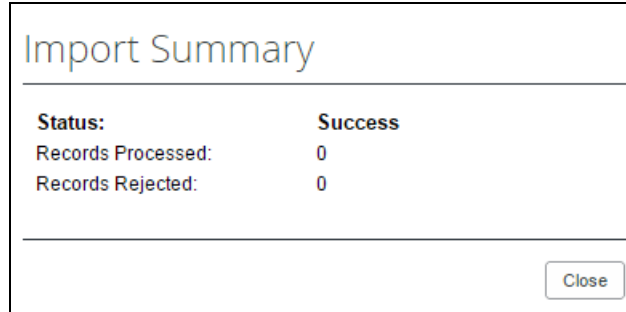 Import Summary
Status: Success
Records Processed: 0
Records Rejected: 0
Close